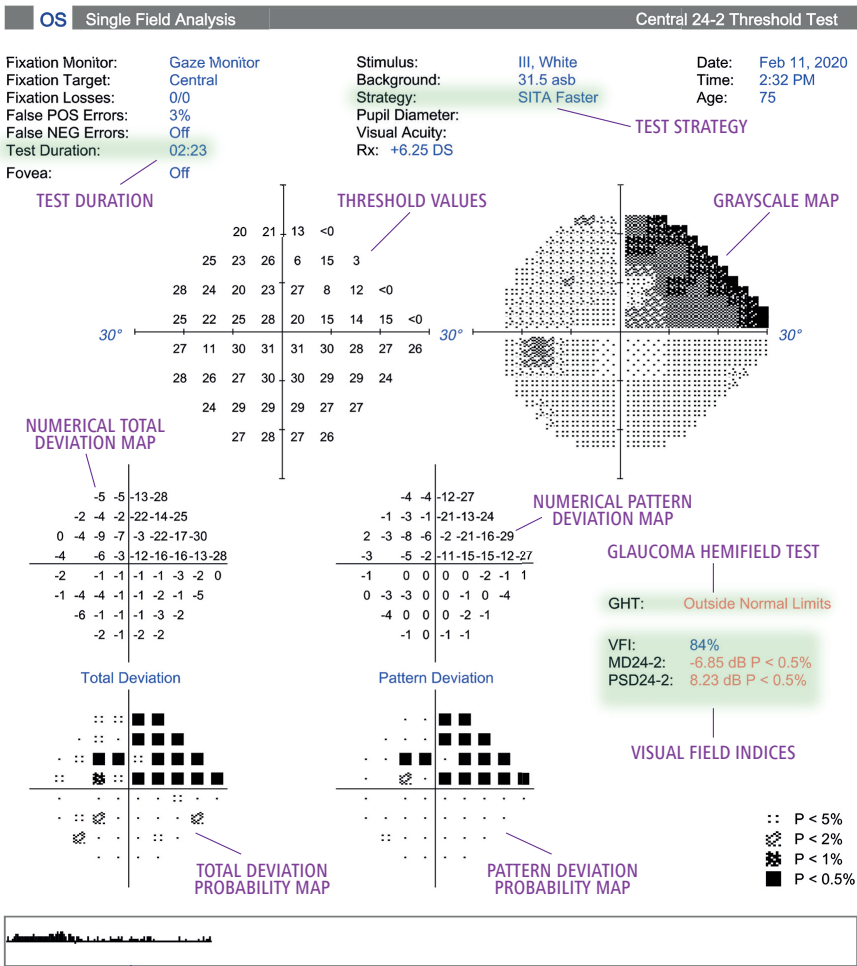 OS Single Field Analysis Central 24-2 Threshold Test
Fixation Monitor: Gaze Monitor
Fixation Target: Central
Fixation Losses: 0/0
False POS Errors: 3%
False NEG Errors: Off
Test Duration: 02:23
Fovea: Off
Stimulus: III, White
Background: 31.5 asb
Strategy: SITA Faster
Pupil Diameter:
Visual Acuity:
Rx: +6.25 DS
Date: Feb 11, 2020
Time: 2:32 PM
Age: 75
TEST STRATEGY
TEST DURATION
THRESHOLD VALUES
GRAYSCALE MAP
20 21 13 <0
25 23 26 6 15 3
28 24 20 23 27 8 12 <0
25 22 25 28 20 15 14 15 <0
30° 30° 30°
27 11 30 31 31 30 28 27 26
28 26 27 30 30 29 29 24
24 29 29 29 27 27
27 28 27 26
NUMERICAL TOTAL
DEVIATION MAP
-5 -5 -13 -28
-2 -4 -2 -22 -14 -25
0 -4 -9 -7 -3 -22 -17 -30
-4 -6 -3 -12 -16 -16 -13 -28
-2 -1 -1 -1 -1 -3 -2 0
-1 -4 -4 -1 -1 -2 -1 -5
-6 -1 -1 -1 -3 -2
-2 -1 -2 -2
Total Deviation
-4 -4 -12 -27
-1 -3 -1 -21 -13 -24
2 -3 -8 -6 -2 -21 -16 -29
-3 -5 -2 -11 -15 -15 -12 -27
-1 0 0 0 0 -2 -1 1
0 -3 -3 0 0 -1 0 -4
-4 0 0 0 -2 -1
-1 0 -1 -1
Pattern Deviation
NUMERICAL PATTERN
DEVIATION MAP
GLAUCOMA HEMIFIELD TEST
GHT: Outside Normal Limits
VFI: 84%
MD24-2: -6.85 dB P < 0.5%
PSD24-2: 8.23 dB P < 0.5%
VISUAL FIELD INDICES
TOTAL DEVIATION
PROBABILITY MAP
PATTERN DEVIATION
PROBABILITY MAP
P < 5%
P < 2%
P < 1%
P < 0.5%